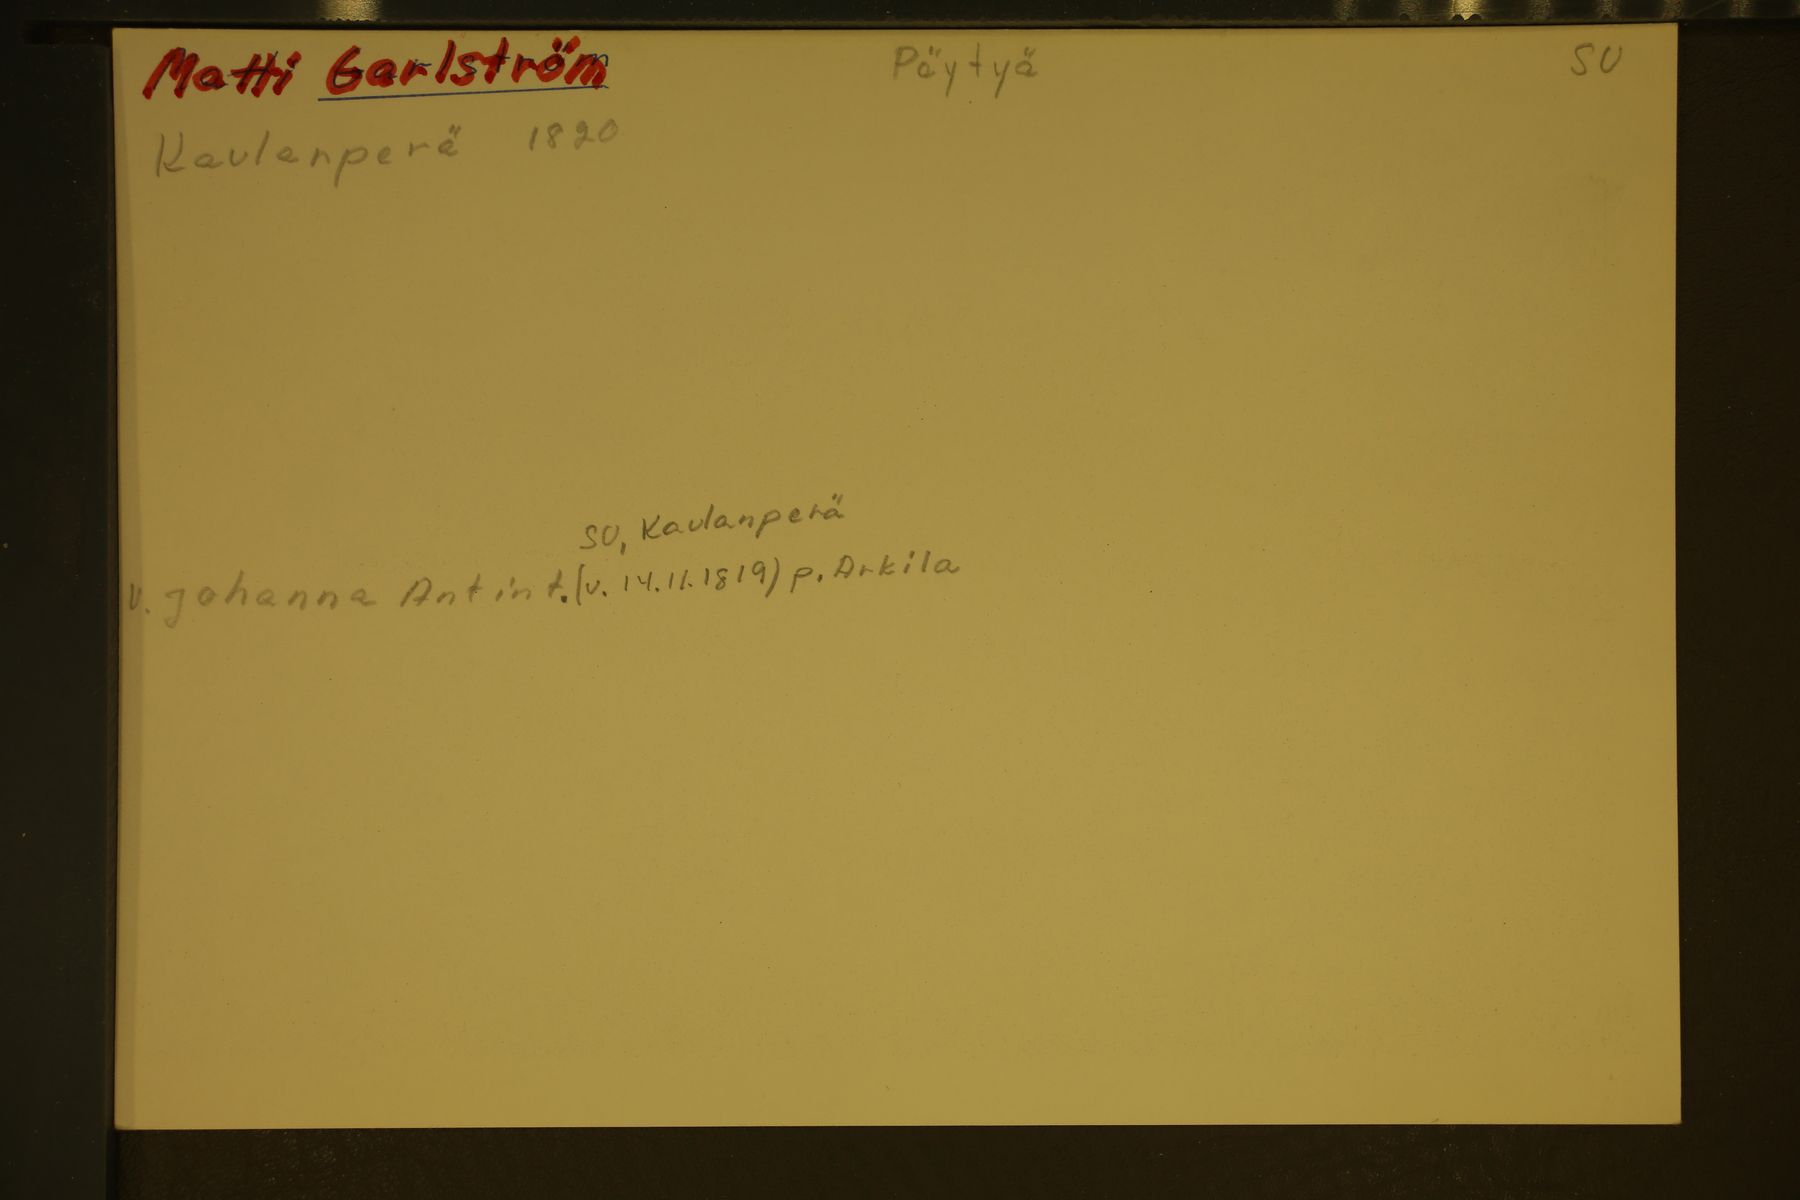 Matti Garlström Pöytyä SU
Kaulanperä 1820
SU, Kaulanperä
v. Johanna Antint. (v. 14.11.1819) p. Arkila